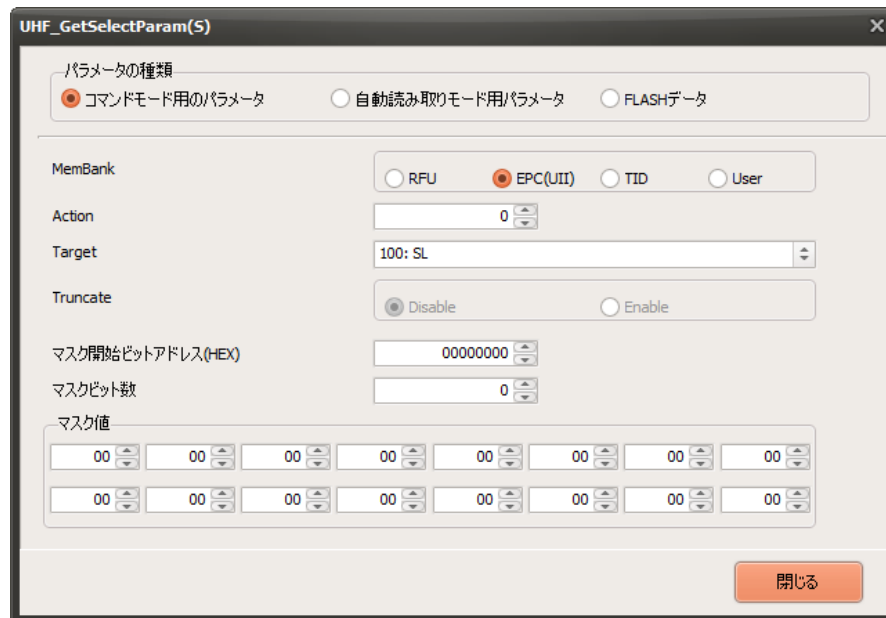 UHF_GetSelectParam(S)
パラメータの種類
コマンドモード用のパラメータ 自動読み取りモード用パラメータ FLASHデータ
MemBank RFU EPC(UII) TID User
Action 0
Target 100: SL
Truncate Disable Enable
マスク開始ビットアドレス(HEX) 00000000
マスクビット数 0
マスク値
00 00 00 00 00 00 00 00
00 00 00 00 00 00 00 00
閉じる